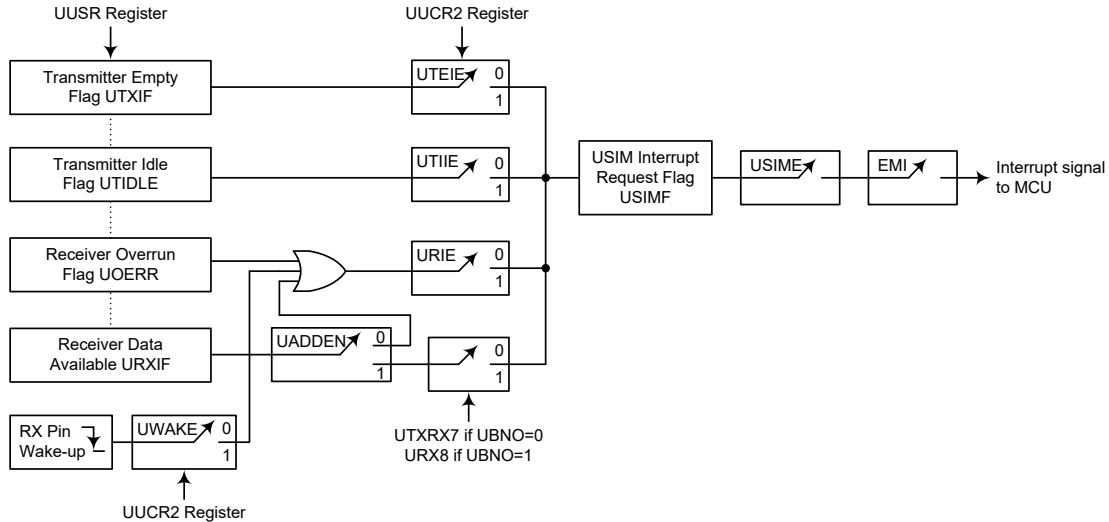 UUSR Register
UUCR2 Register
Transmitter Empty
Flag UTXIF
UTEIE
0
1
Transmitter Idle
Flag UTIDLE
UTIIE
0
1
USIM Interrupt
Request Flag
USIMF
USIME
EMI
Interrupt signal
to MCU
Receiver Overrun
Flag UOERR
URIE
0
1
Receiver Data
Available URXIF
UADDEN
0
1
0
1
RX Pin
Wake-up
UWAKE
0
1
UTXRX7 if UBNO=0
URX8 if UBNO=1
UUCR2 Register